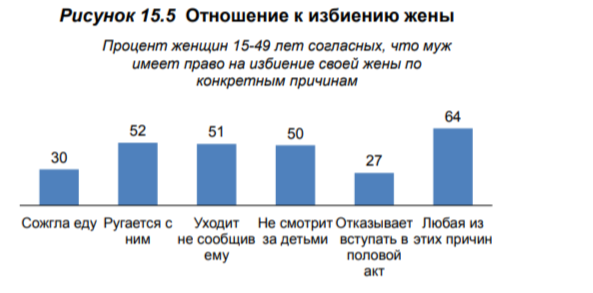 Рисунок 15.5 Отношение к избиению жены
Процент женщин 15-49 лет согласных, что муж
имеет право на избиение своей жены по
конкретным причинам
30
52
51
50
27
64
Сожгла еду
Ругается с
ним
Уходит
не сообщив
ему
Не смотрит
за детьми
Отказывает
вступать в
половой
акт
Любая из
этих причин